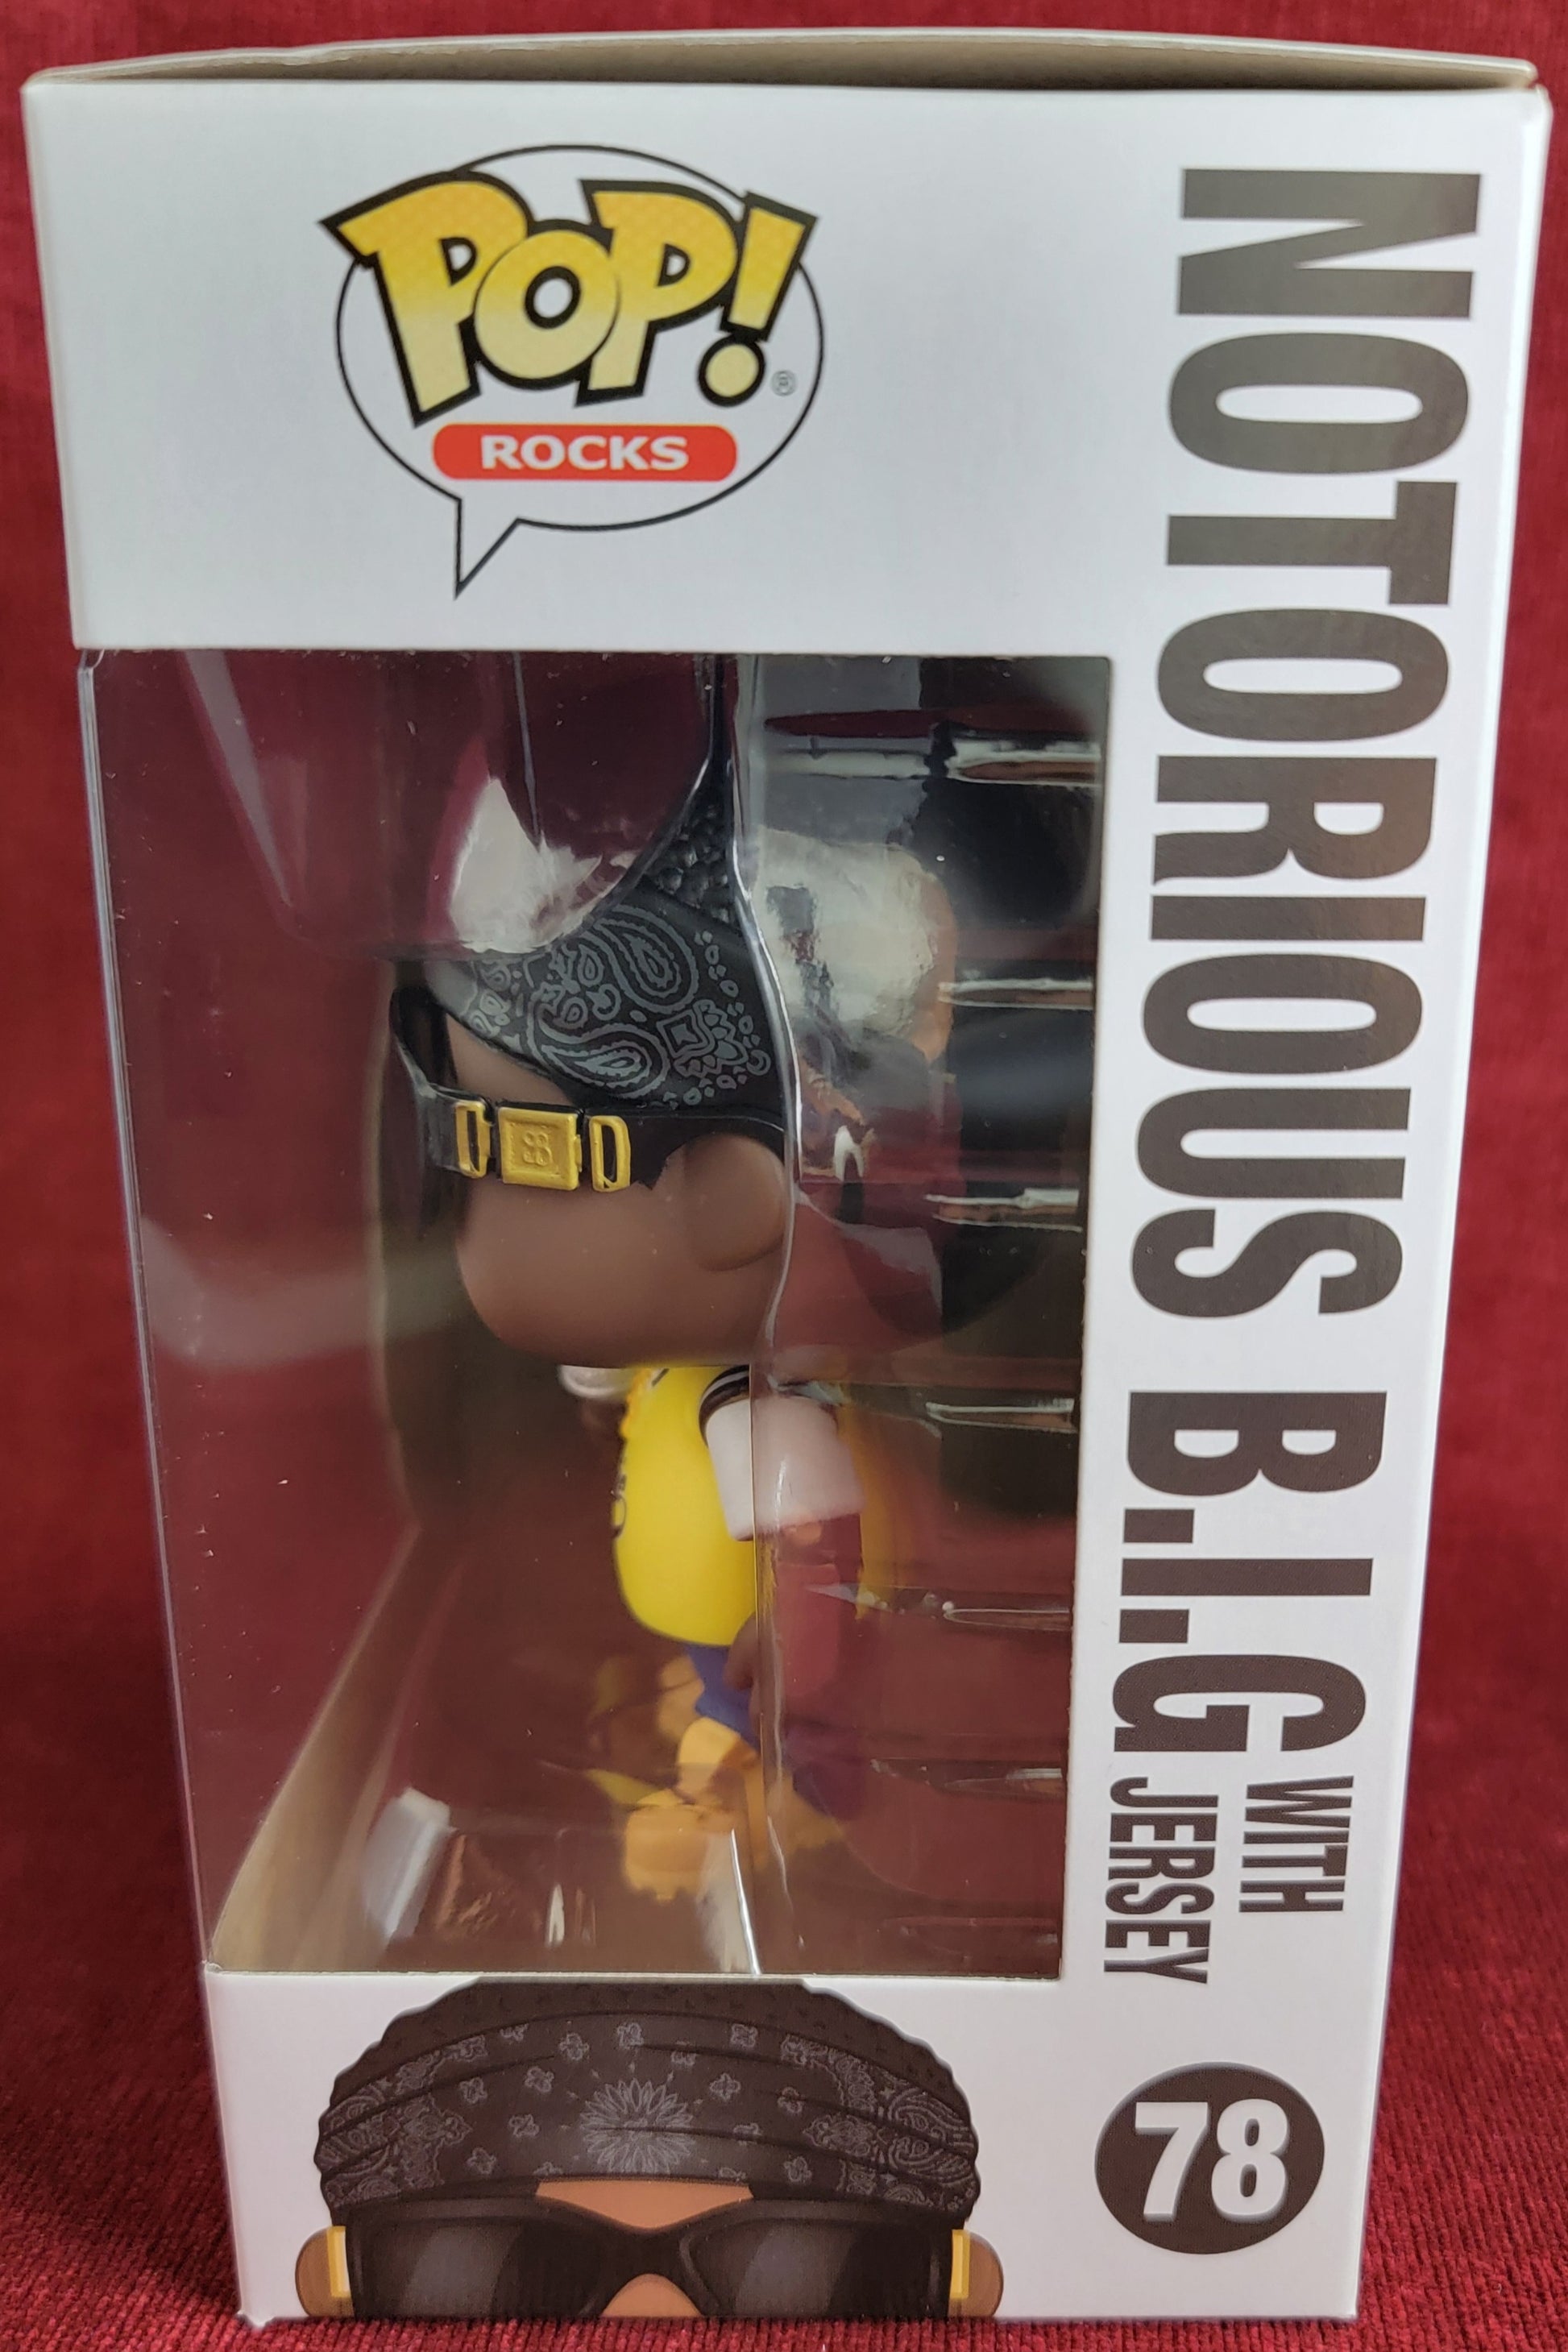 POP!
®
ROCKS
NOTORIOUS B.I.G WITH
JERSEY
78